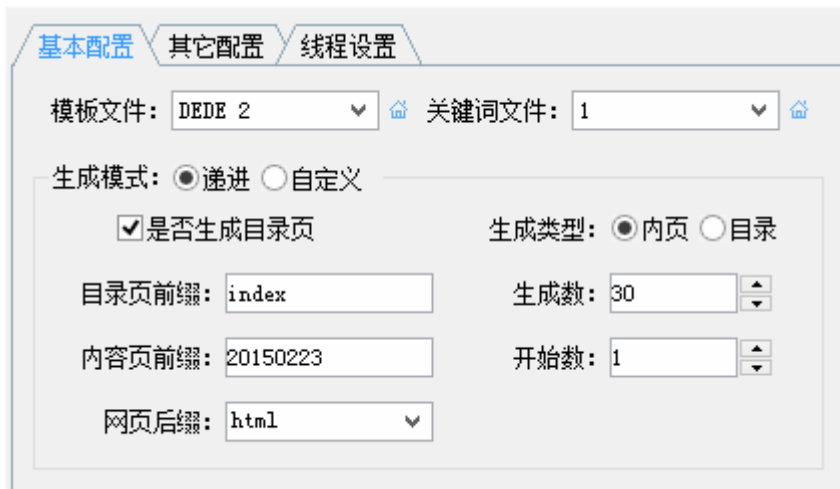 基本配置 其它配置 线程设置
模板文件: DEDE 2 关键词文件: 1
生成模式: 递进 自定义
是否生成目录页 生成类型: 内页 目录
目录页前缀: index 生成数: 30
内容页前缀: 20150223 开始数: 1
网页后缀: html